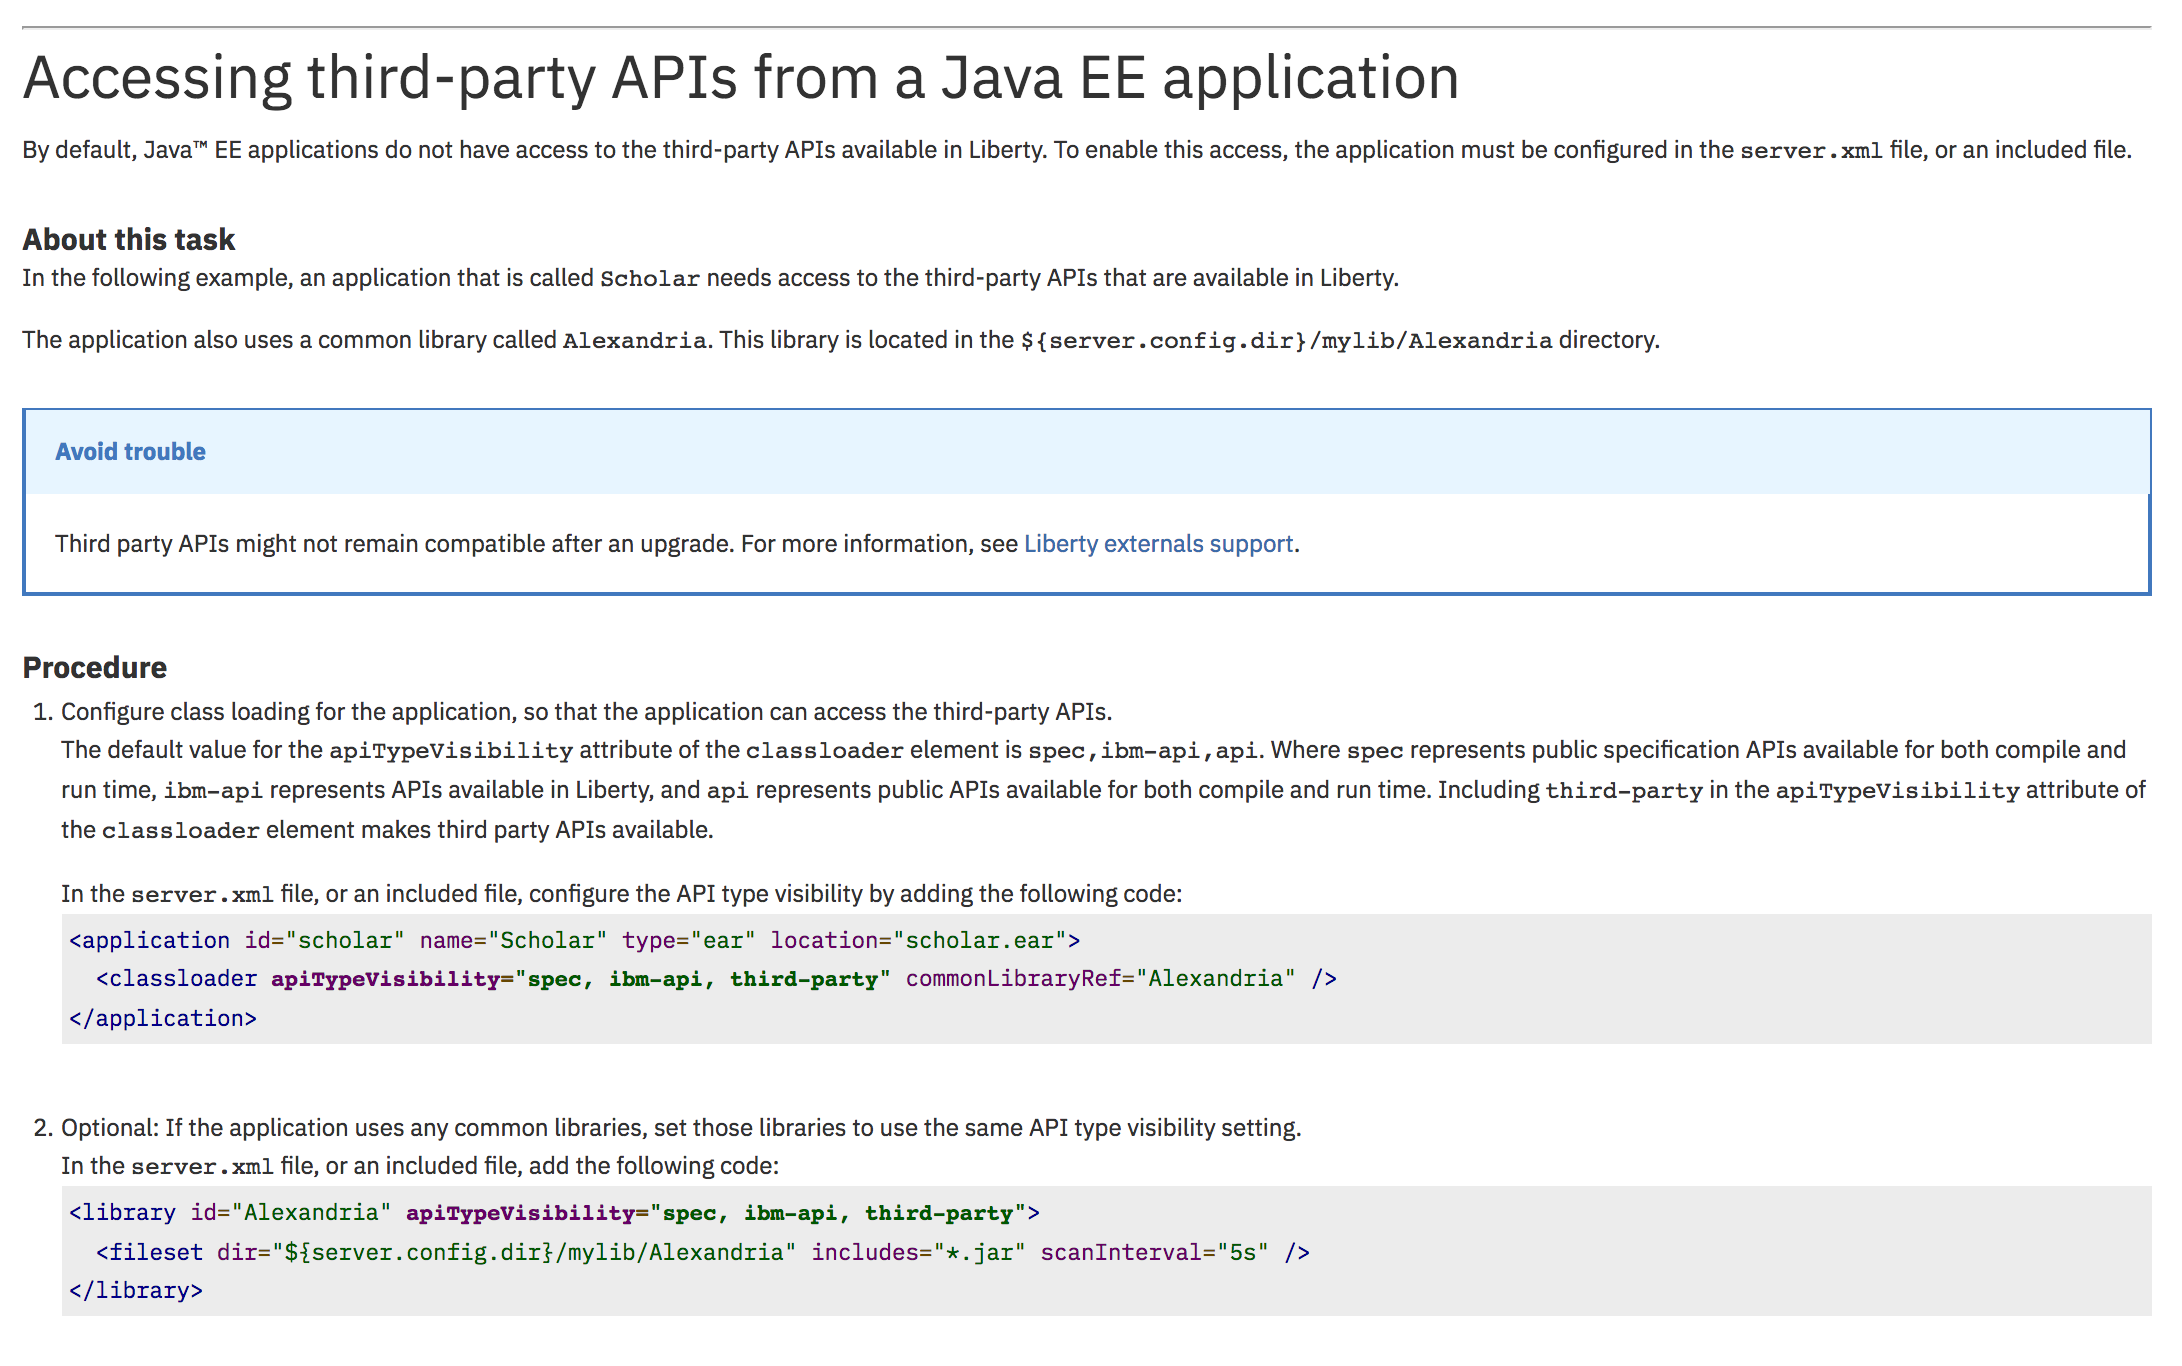 Accessing third-party APIs from a Java EE application
By default, Java™ EE applications do not have access to the third-party APIs available in Liberty. To enable this access, the application must be configured in the server.xml file, or an included file.
About this task
In the following example, an application that is called Scholar needs access to the third-party APIs that are available in Liberty.
The application also uses a common library called Alexandria. This library is located in the ${server.config.dir}/mylib/Alexandria directory.
Avoid trouble
Third party APIs might not remain compatible after an upgrade. For more information, see Liberty externals support.
Procedure
1. Configure class loading for the application, so that the application can access the third-party APIs.
The default value for the apiTypeVisibility attribute of the classloader element is spec,ibm-api,api. Where spec represents public specification APIs available for both compile and
run time, ibm-api represents APIs available in Liberty, and api represents public APIs available for both compile and run time. Including third-party in the apiTypeVisibility attribute of
the classloader element makes third party APIs available.
In the server.xml file, or an included file, configure the API type visibility by adding the following code:
<application id="scholar" name="Scholar" type="ear" location="scholar.ear">
  <classloader apiTypeVisibility="spec, ibm-api, third-party" commonLibraryRef="Alexandria" />
</application>
2. Optional: If the application uses any common libraries, set those libraries to use the same API type visibility setting.
In the server.xml file, or an included file, add the following code:
<library id="Alexandria" apiTypeVisibility="spec, ibm-api, third-party">
  <fileset dir="${server.config.dir}/mylib/Alexandria" includes="*.jar" scanInterval="5s" />
</library>